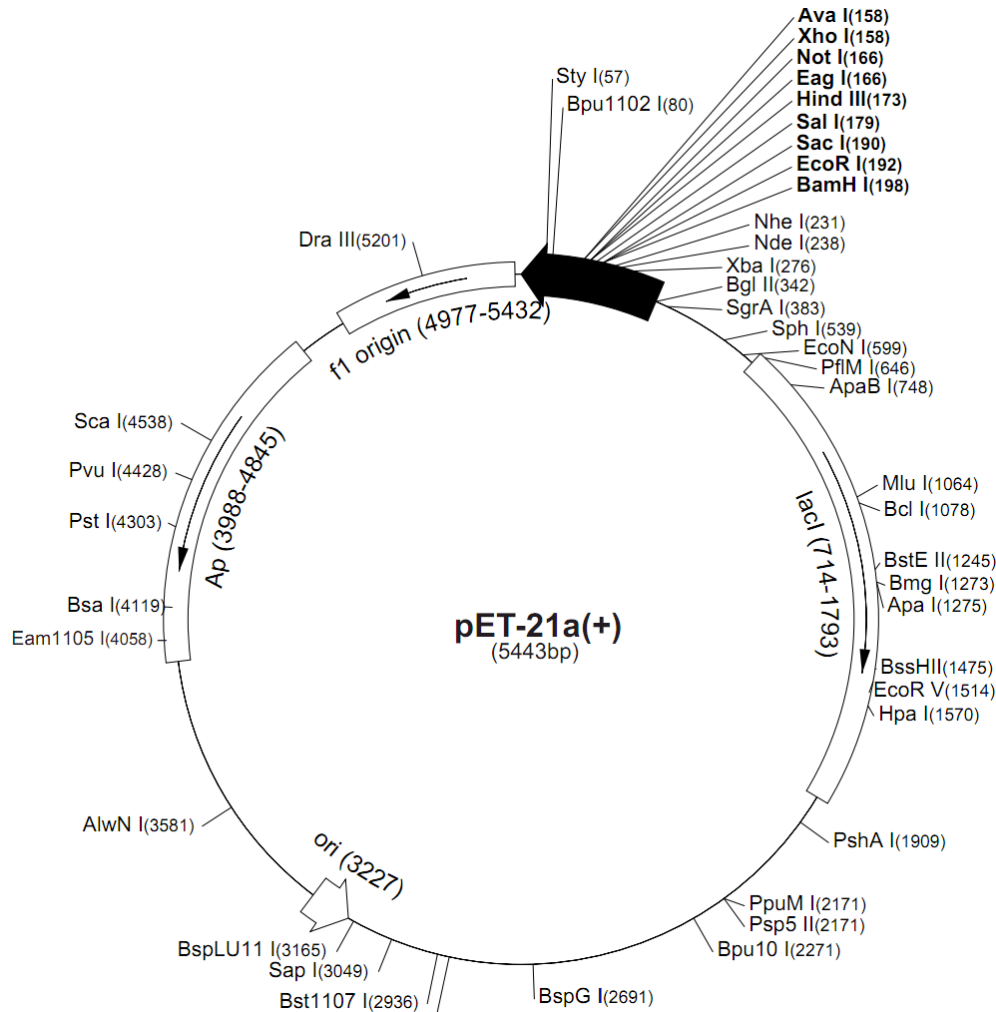 Ava I(158)
Xho I(158)
Not I(166)
Eag I(166)
Hind III(173)
Sal I(179)
Sac I(190)
EcoR I(192)
BamH I(198)
Sty I(57)
Bpu1102 I(80)
Nhe I(231)
Nde I(238)
Xba I(276)
Bgl II(342)
SgrA I(383)
Sph I(539)
EcoN I(599)
PflM I(646)
ApaB I(748)
Dra III(5201)
f1 origin (4977-5432)
Sca I(4538)
Pvu I(4428)
Pst I(4303)
Bsa I(4119)
Eam1105 I(4058)
Ap (3988-4845)
lacI (714-1793)
Mlu I(1064)
Bcl I(1078)
BstE II(1245)
Bmg I(1273)
Apa I(1275)
BssHII(1475)
EcoR V(1514)
Hpa I(1570)
pET-21a(+)
(5443bp)
PshA I(1909)
PpuM I(2171)
Psp5 II(2171)
Bpu10 I(2271)
BspG I(2691)
AlwN I(3581)
ori (3227)
BspLU11 I(3165)
Sap I(3049)
Bst1107 I(2936)